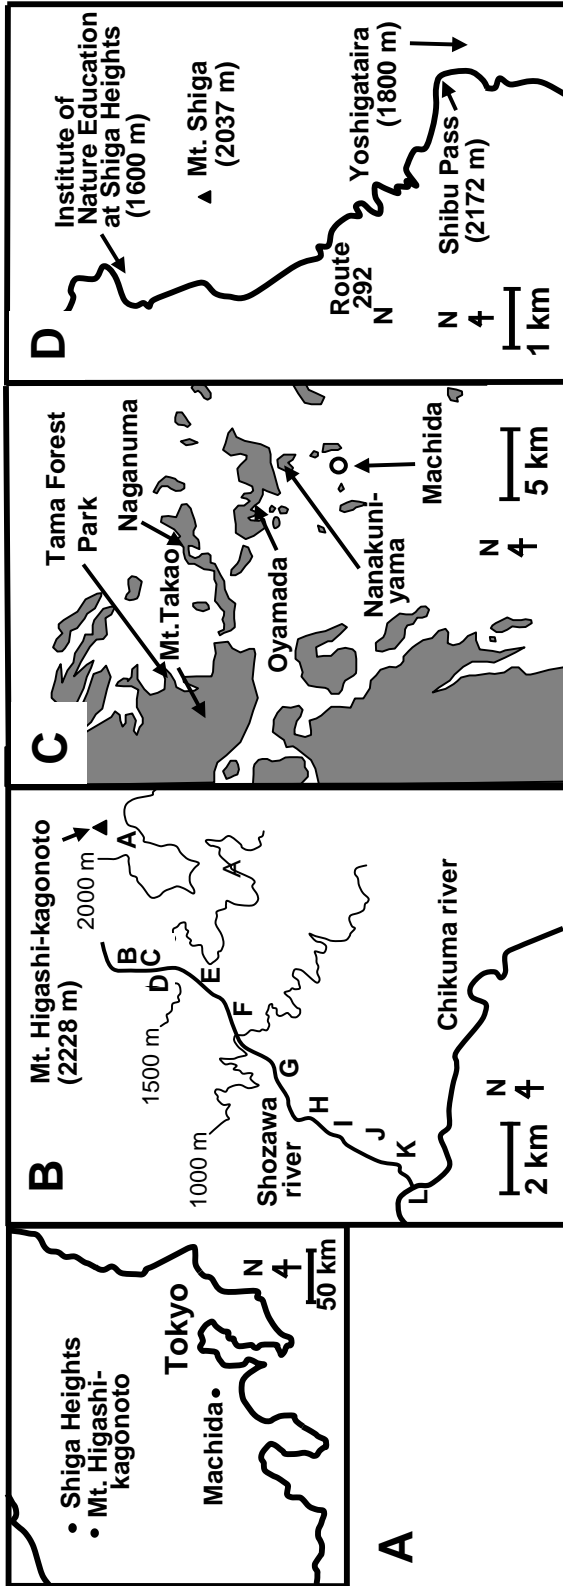 A
Shiga Heights
Mt. Higashi-
kagonoto
Tokyo
Machida
N
50 km
B
Mt. Higashi-kagonoto
(2228 m)
2000 m
1500 m
1000 m
A
B
C
D
E
A
F
G
H
I
J
K
L
Shozawa
river
Chikuma river
N
2 km
C
Tama Forest
Park
Naganuma
Mt.Takao
Oyamada
Nanakuni-
yama
Machida
N
5 km
D
Institute of
Nature Education
at Shiga Heights
(1600 m)
Mt. Shiga
(2037 m)
Route
292
N
Yoshigataira
(1800 m)
Shibu Pass
(2172 m)
N
1 km